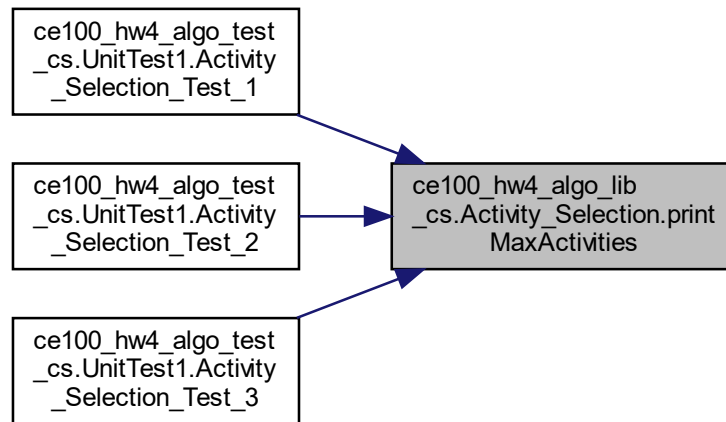 ce100_hw4_algo_test
_cs.UnitTest1.Activity
_Selection_Test_1
ce100_hw4_algo_test
_cs.UnitTest1.Activity
_Selection_Test_2
ce100_hw4_algo_lib
_cs.Activity_Selection.print
MaxActivities
ce100_hw4_algo_test
_cs.UnitTest1.Activity
_Selection_Test_3